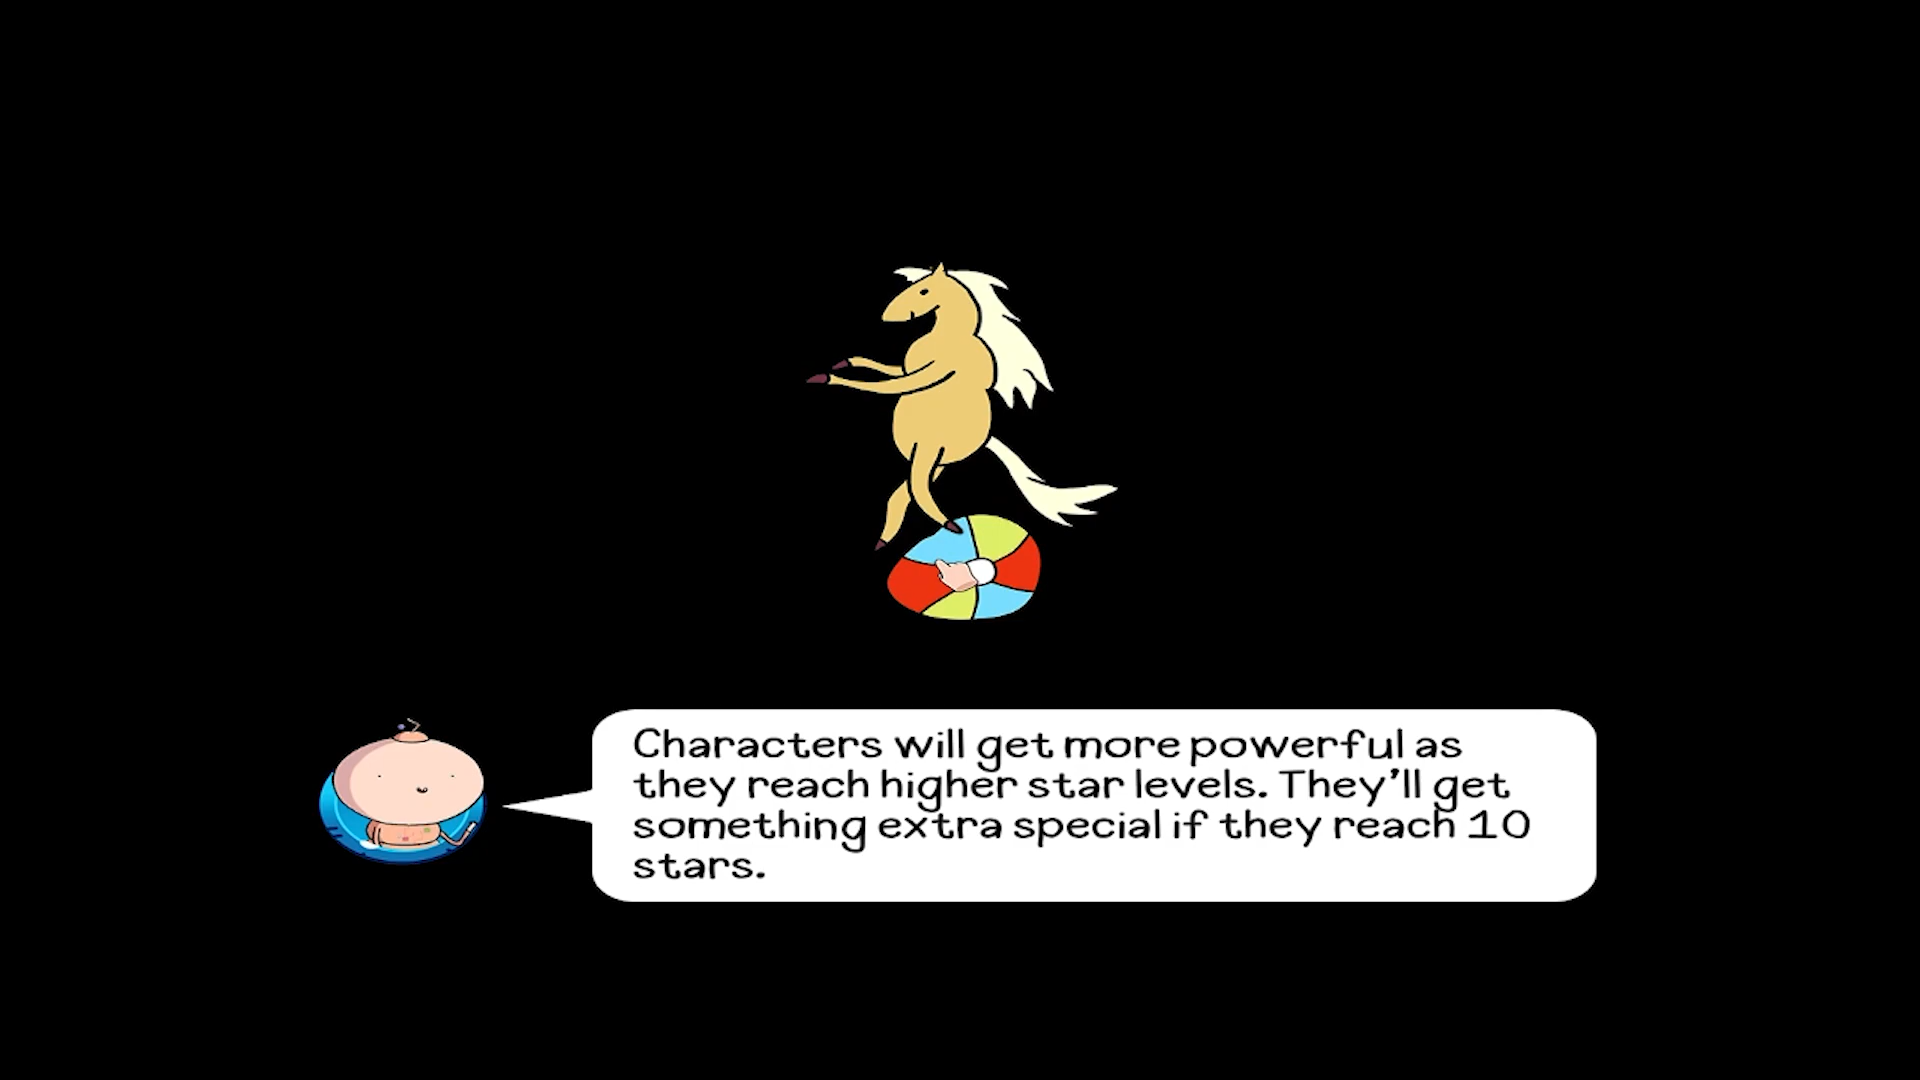 Characters will get more powerful as
they reach higher star levels. They'll get
something extra special if they reach 10
stars.